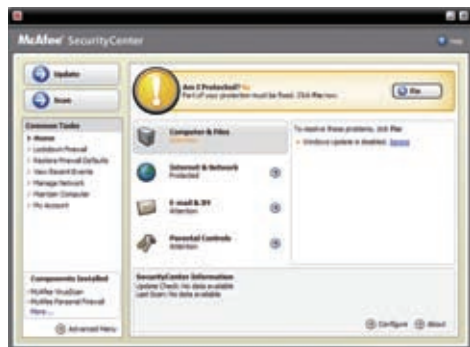 McAfee SecurityCenter
Help
Update
Scan
Am I Protected? No
Part of your protection must be fixed. Click Fix now.
Fix
Common Tasks
Home
Lockdown Firewall
Restore Firewall Defaults
View Recent Events
Manage Network
Maintain Computer
My Account
Computer & Files
Attention
Internet & Network
Protected
E-mail & IM
Attention
Parental Controls
Attention
To resolve these problems, click Fix
Windows update is disabled.
Components Installed
McAfee VirusScan
McAfee Personal Firewall
More...
Advanced Menu
SecurityCenter Information
Update Check: No data available
Last Scan: No data available
Configure
About